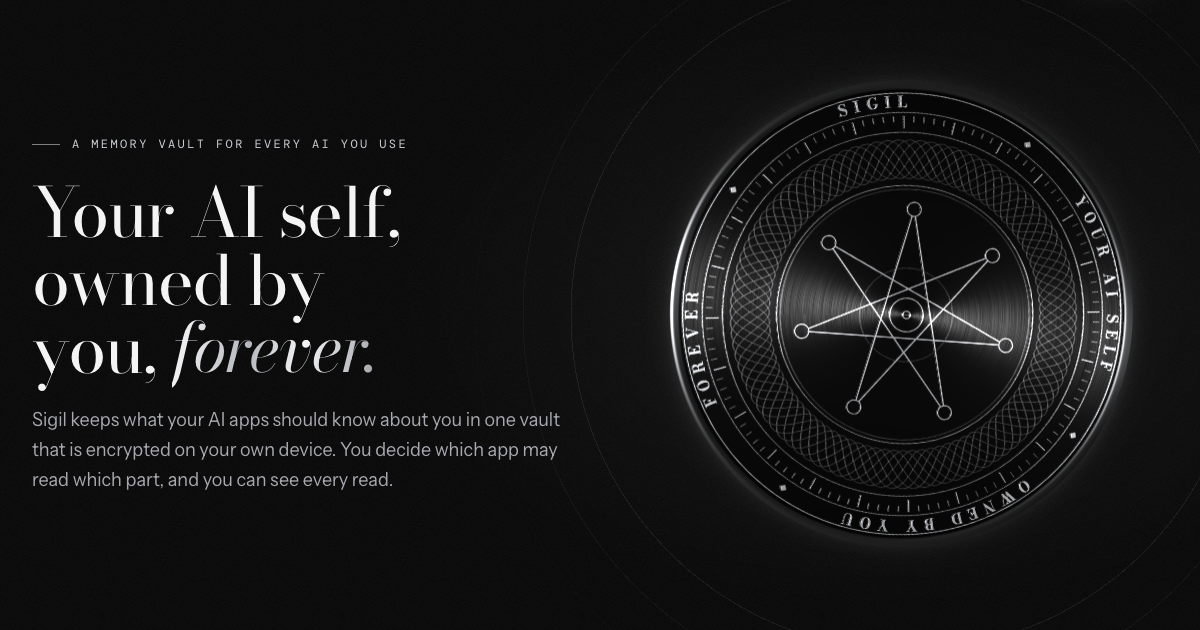 A MEMORY VAULT FOR EVERY AI YOU USE
Your AI self,
owned by
you, forever.
Sigil keeps what your AI apps should know about you in one vault
that is encrypted on your own device. You decide which app may
read which part, and you can see every read.
SIGIL
YOUR AI SELF
OWNED BY YOU
FOREVER